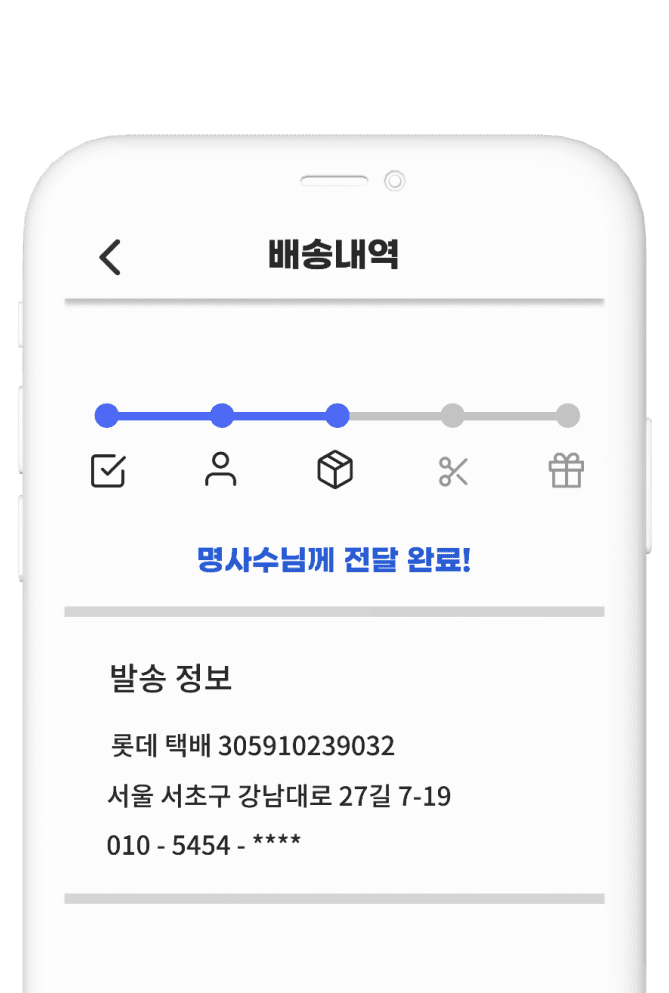 배송내역
명사수님께 전달 완료!
발송 정보
롯데 택배 305910239032
서울 서초구 강남대로 27길 7-19
010 - 5454 - ****